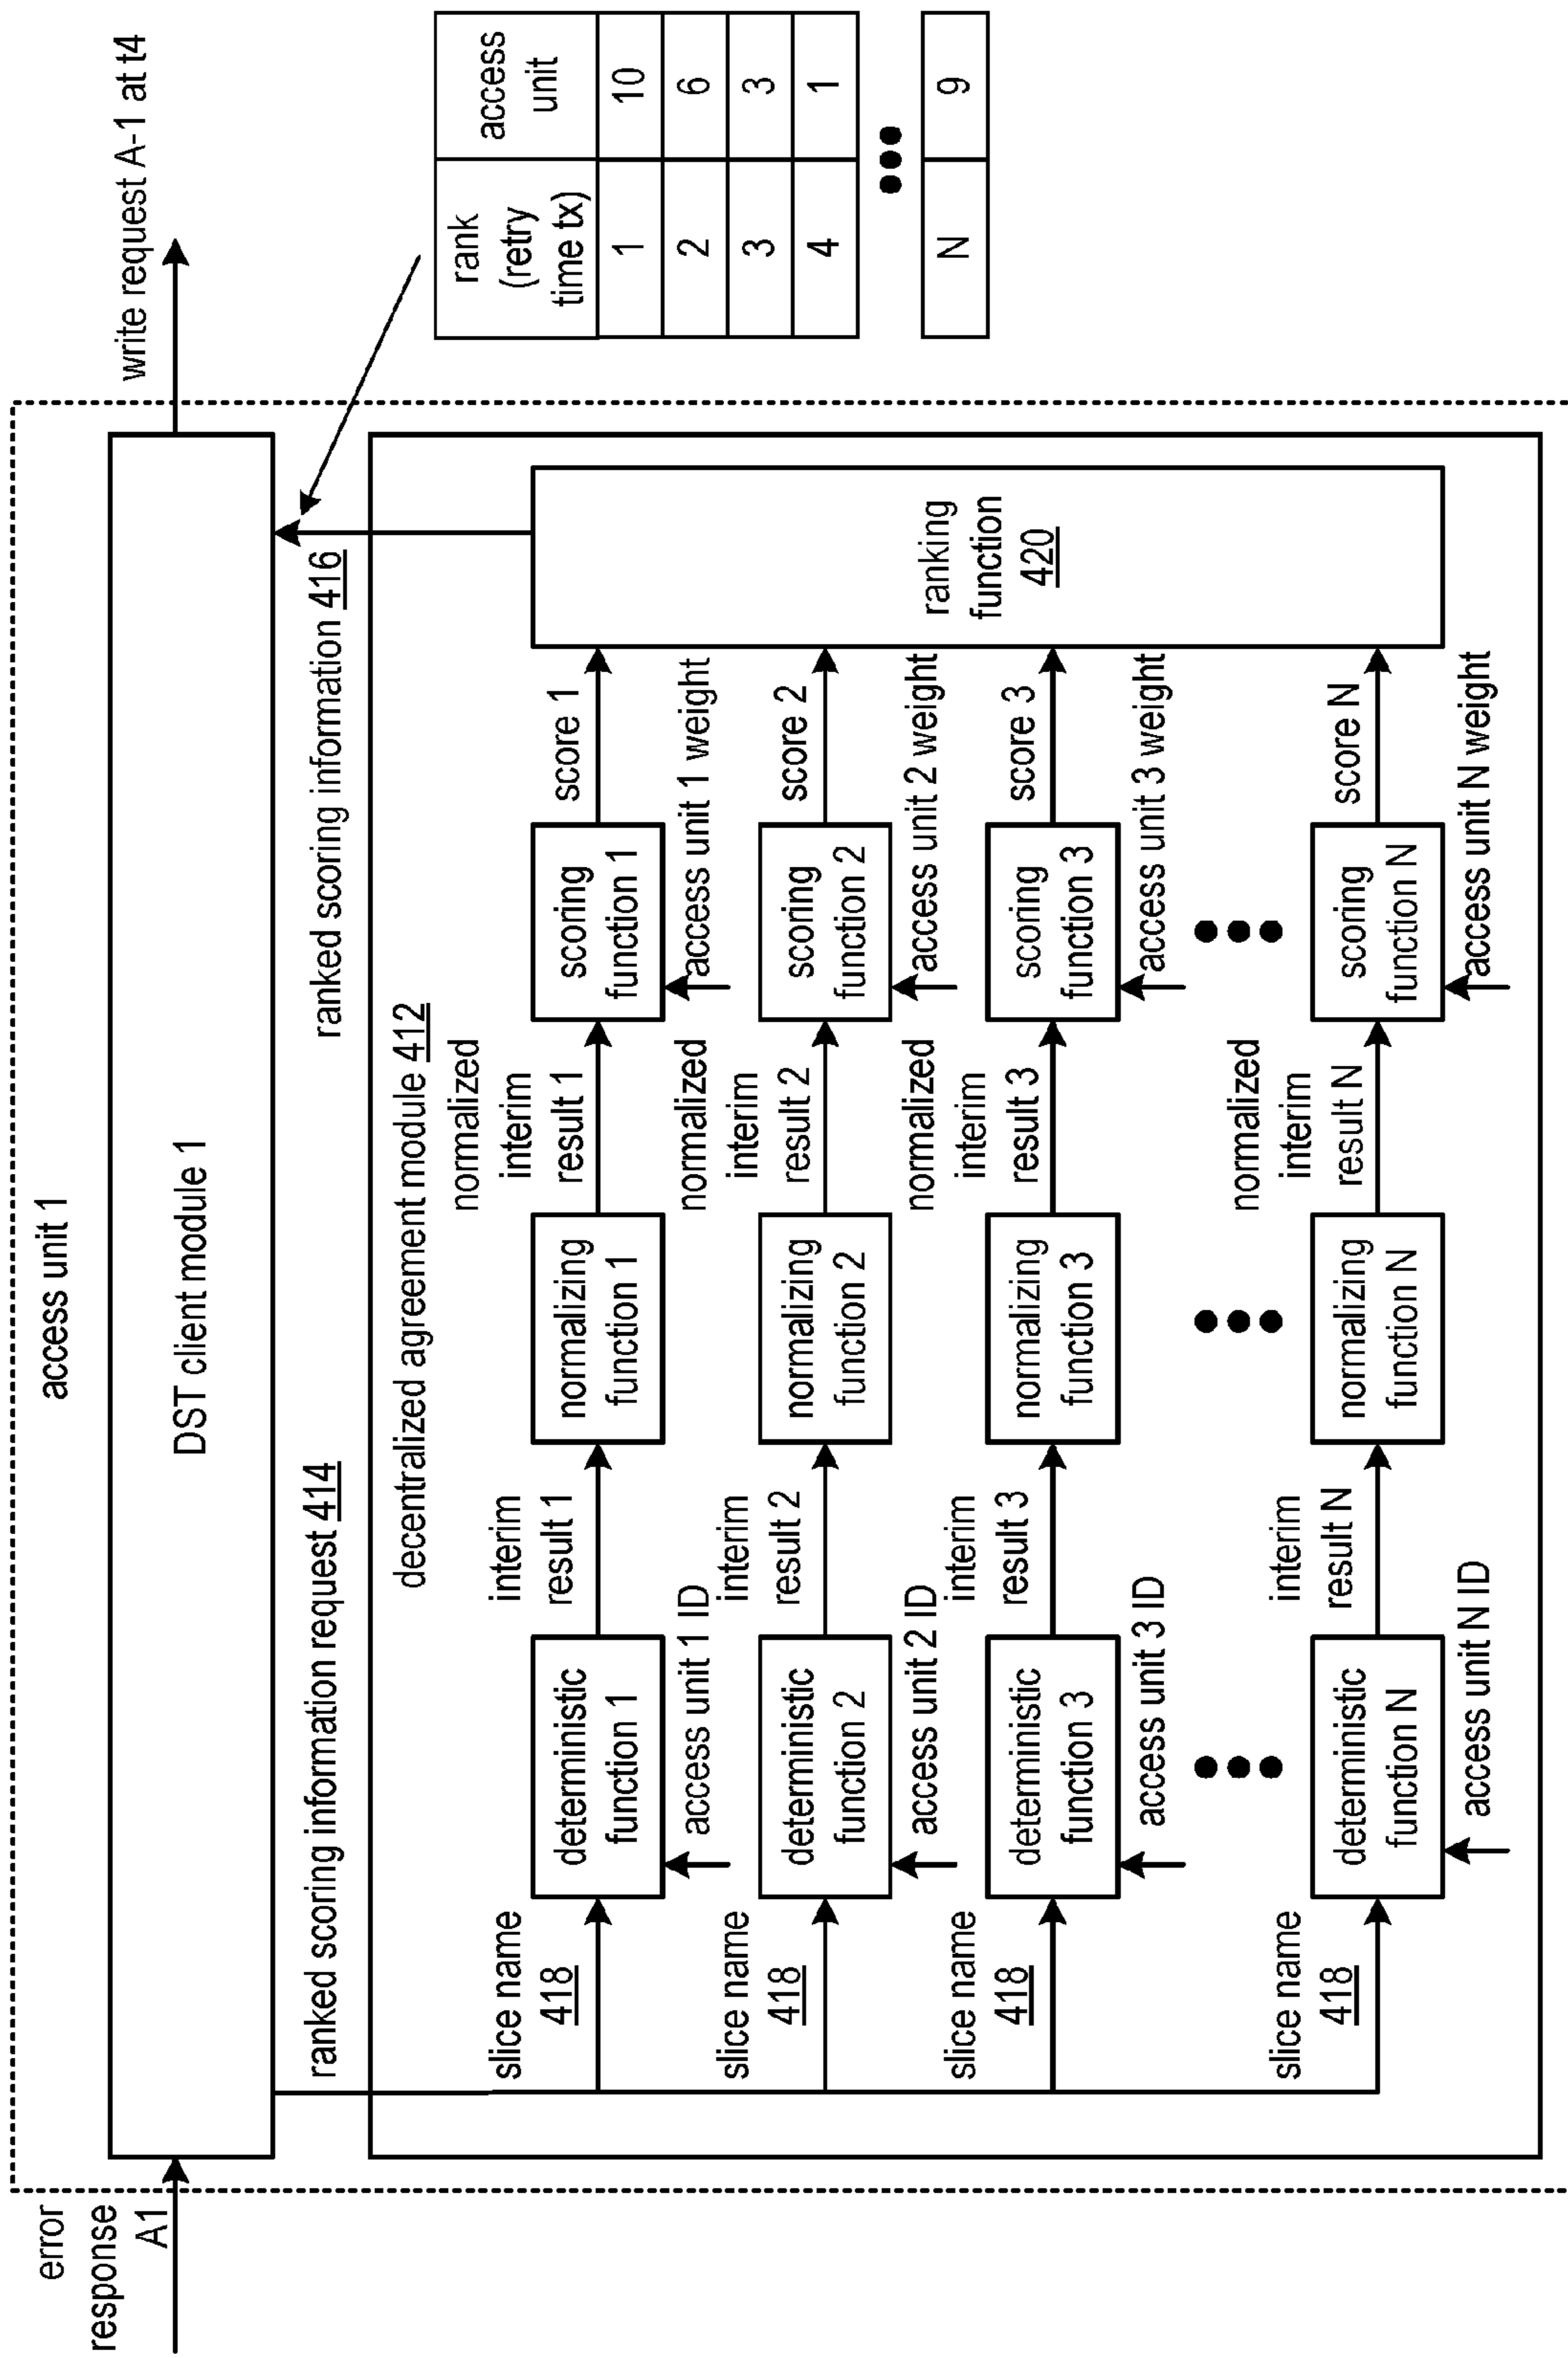 access unit 1
error
response
A1
DST client module 1
write request A-1 at t4
ranked scoring information request 414
ranked scoring information 416
rank
(retry
time tx)
access
unit
1
10
2
6
3
3
4
1
N
9
decentralized agreement module 412
slice name
418
deterministic
function 1
access unit 1 ID
interim
result 1
normalizing
function 1
normalized
interim
result 1
scoring
function 1
access unit 1 weight
score 1
slice name
418
deterministic
function 2
access unit 2 ID
interim
result 2
normalizing
function 2
normalized
interim
result 2
scoring
function 2
access unit 2 weight
score 2
slice name
418
deterministic
function 3
access unit 3 ID
interim
result 3
normalizing
function 3
normalized
interim
result 3
scoring
function 3
access unit 3 weight
score 3
slice name
418
deterministic
function N
access unit N ID
interim
result N
normalizing
function N
normalized
interim
result N
scoring
function N
access unit N weight
score N
ranking
function
420